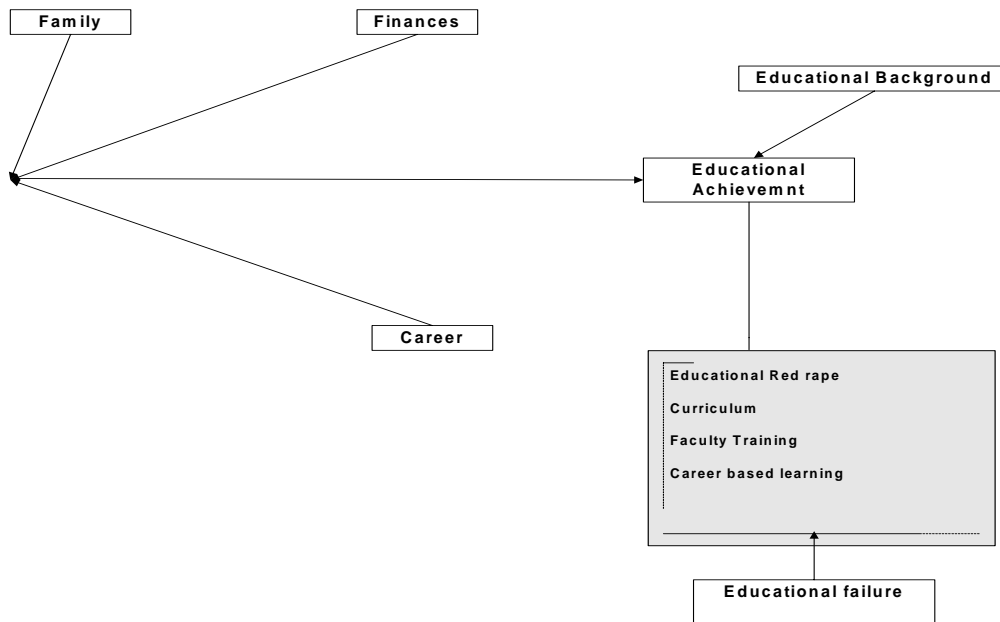 Family
Finances
Educational Background
Educational
Achievemnt
Career
Educational Red rape
Curriculum
Faculty Training
Career based learning
Educational failure